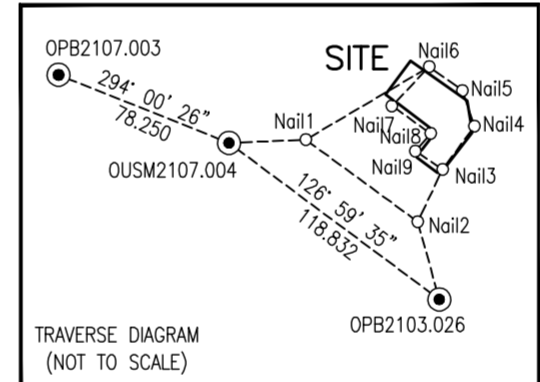 OPB2107.003
SITE
Nail6
294° 00' 26"
78.250
Nail5
Nail1
Nail7
Nail8
Nail4
OUSM2107.004
Nail9
Nail3
126° 59' 35"
118.832
Nail2
OPB2103.026
TRAVERSE DIAGRAM
(NOT TO SCALE)